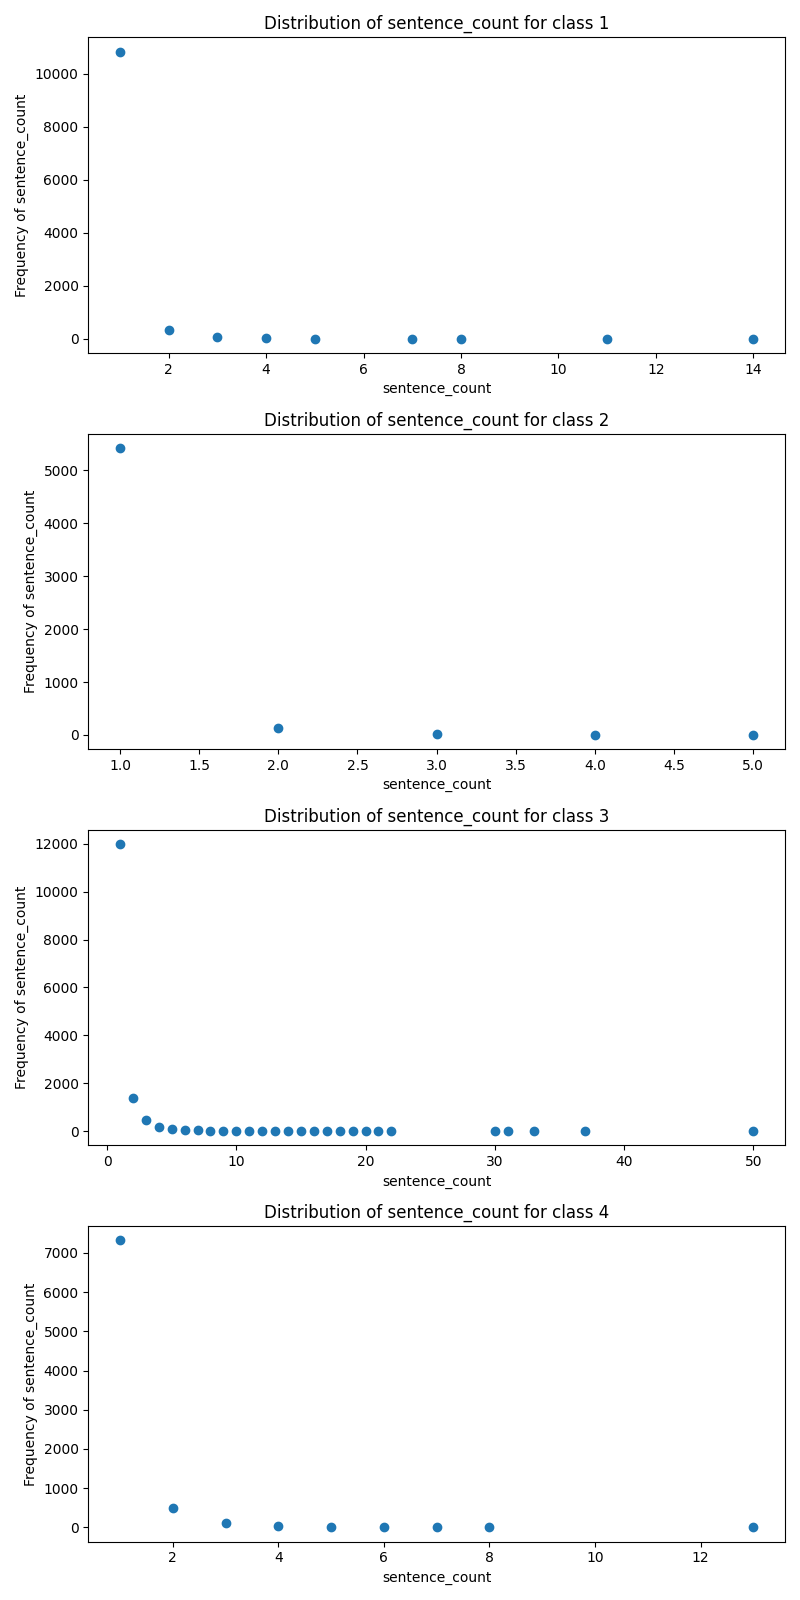 Distribution of sentence_count for class 1
Frequency of sentence_count
10000
8000
6000
4000
2000
0
2 4 6 8 10 12 14
sentence_count
Distribution of sentence_count for class 2
Frequency of sentence_count
5000
4000
3000
2000
1000
0
1.0 1.5 2.0 2.5 3.0 3.5 4.0 4.5 5.0
sentence_count
Distribution of sentence_count for class 3
Frequency of sentence_count
12000
10000
8000
6000
4000
2000
0
0 10 20 30 40 50
sentence_count
Distribution of sentence_count for class 4
Frequency of sentence_count
7000
6000
5000
4000
3000
2000
1000
0
2 4 6 8 10 12
sentence_count